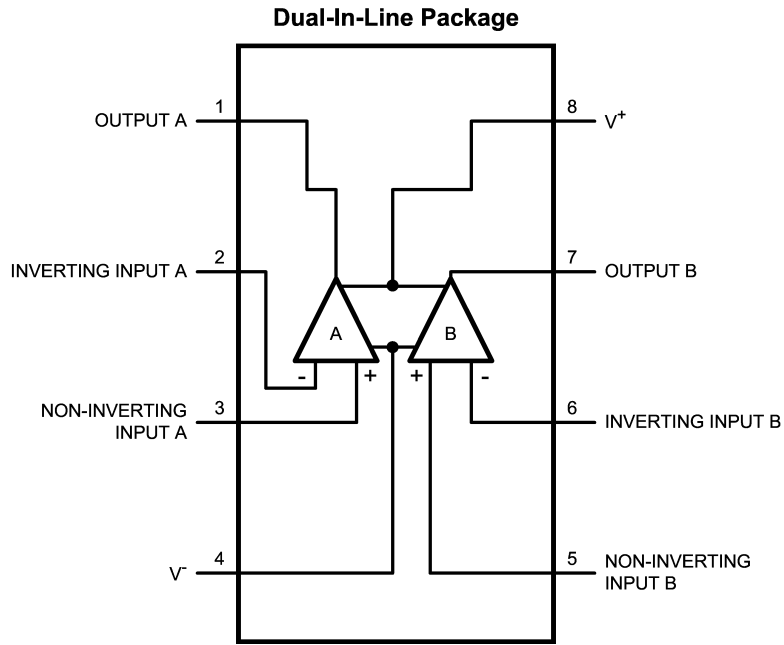 Dual-In-Line Package
1
OUTPUT A
8
V+
2
INVERTING INPUT A
7
OUTPUT B
A
B
-
+
+
-
3
NON-INVERTING
INPUT A
6
INVERTING INPUT B
4
V-
5
NON-INVERTING
INPUT B